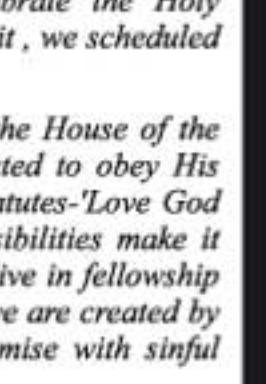 brate the Holy
it , we scheduled
he House of the
ted to obey His
tutes-'Love God
sibilities make it
ive in fellowship
e are created by
mise with sinful